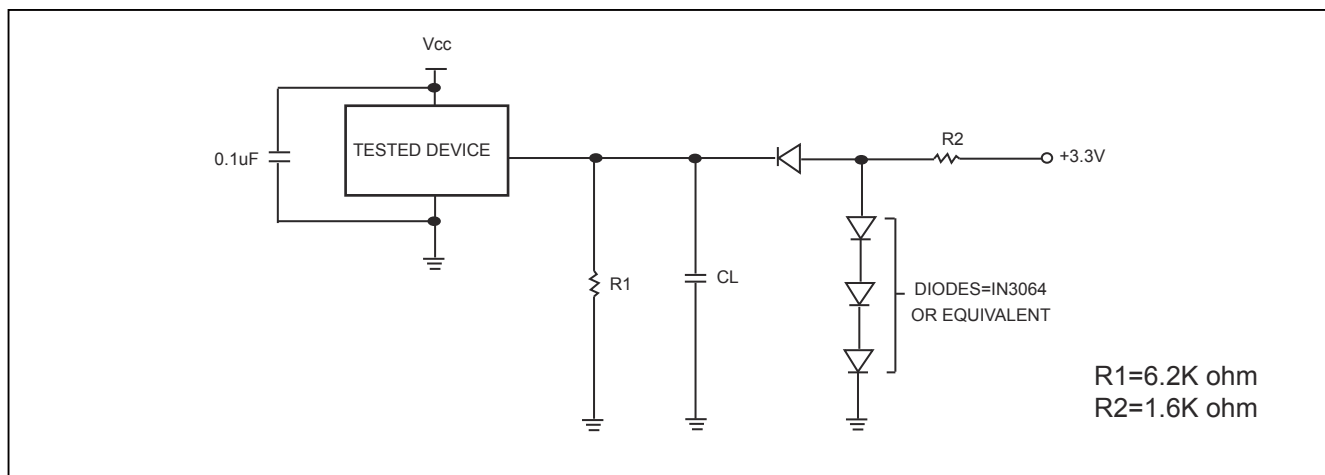 Vcc
0.1uF
TESTED DEVICE
R2
+3.3V
R1
CL
DIODES=IN3064
OR EQUIVALENT
R1=6.2K ohm
R2=1.6K ohm